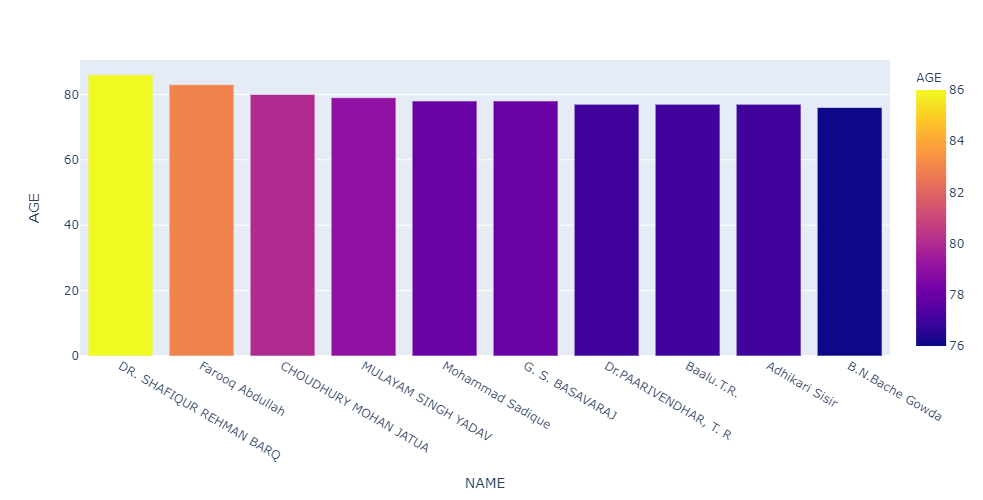 AGE
86
84
82
80
78
76
80
60
40
20
0
AGE
DR. SHAFIQUR REHMAN BARQ
Farooq Abdullah
CHOUDHURY MOHAN JATUA
MULAYAM SINGH YADAV
Mohammad Sadique
G. S. BASAVARAJ
Dr.PAARIVENDHAR, T. R
Baalu.T.R.
Adhikari Sisir
B.N.Bache Gowda
NAME